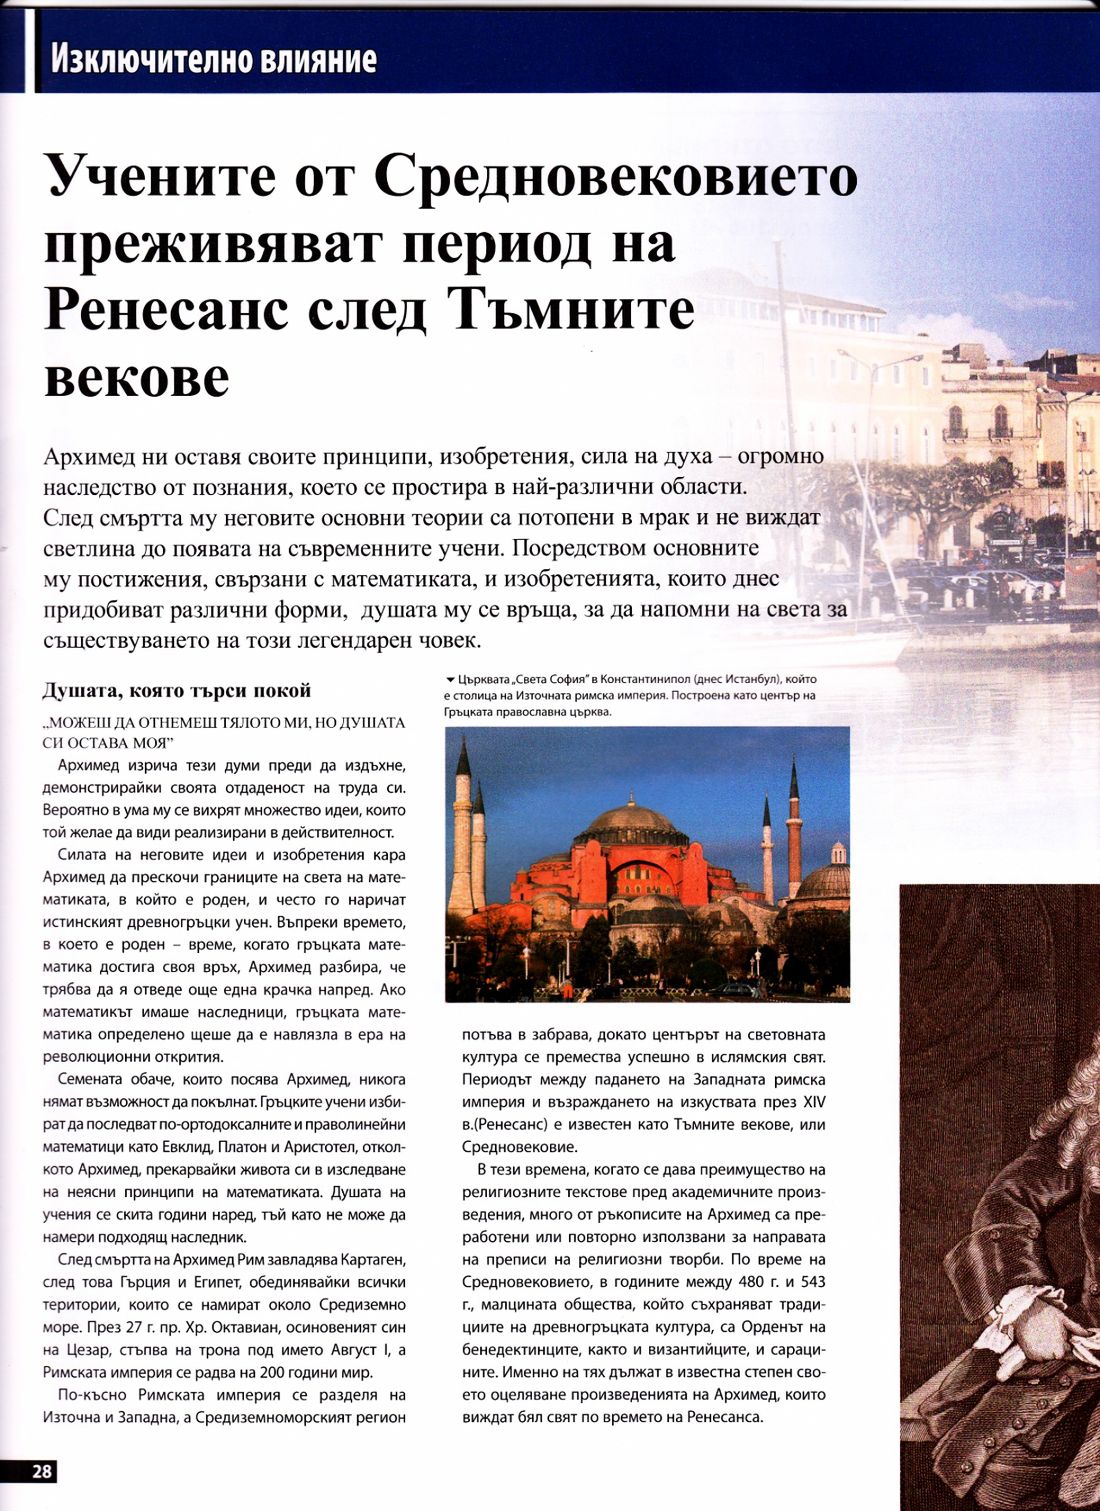 Изключително влияние
Учените от Средновековието
преживяват период на
Ренесанс след Тъмните
векове
Архимед ни оставя своите принципи, изобретения, сила на духа – огромно
наследство от познания, което се простира в най-различни области.
След смъртта му неговите основни теории са потопени в мрак и не виждат
светлина до появата на съвременните учени. Посредством основните
му постижения, свързани с математиката, и изобретенията, които днес
придобиват различни форми, душата му се връща, за да напомни на света за
съществуването на този легендарен човек.
Душата, която търси покой
„МОЖЕШ ДА ОТНЕМЕШ ТЯЛОТО МИ, НО ДУШАТА
СИ ОСТАВА МОЯ”
Архимед изрича тези думи преди да издъхне,
демонстрирайки своята отдаденост на труда си.
Вероятно в ума му се вихрят множество идеи, които
той желае да види реализирани в действителност.
Силата на неговите идеи и изобретения кара
Архимед да прескочи границите на света на мате-
матиката, в който е роден, и често го наричат
истинският древногръцки учен. Въпреки времето,
в което е роден – време, когато гръцката мате-
матика достига своя връх, Архимед разбира, че
трябва да я отведе още една крачка напред. Ако
математикът имаше наследници, гръцката мате-
матика определено щеше да е навлязла в ера на
революционни открития.
Семената обаче, които посява Архимед, никога
нямат възможност да покълнат. Гръцките учени изби-
рат да последват по-ортодоксалните и праволинейни
математици като Евклид, Платон и Аристотел, откол-
кото Архимед, прекарвайки живота си в изследване
на неясни принципи на математиката. Душата на
учения се скита години наред, тъй като не може да
намери подходящ наследник.
След смъртта на Архимед Рим завладява Картаген,
след това Гърция и Египет, обединявайки всички
територии, които се намират около Средиземно
море. През 27 г. пр. Хр. Октавиан, осиновеният син
на Цезар, стъпва на трона под името Август I, а
Римската империя се радва на 200 години мир.
По-късно Римската империя се разделя на
Източна и Западна, а Средиземноморският регион
▼ Църквата „Света София” в Константинипол (днес Истанбул), който
е столица на Източната римска империя. Построена като център на
Гръцката православна църква.
потъва в забрава, докато центърът на световната
култура се премества успешно в ислямския свят.
Периодът между падането на Западната римска
империя и възраждането на изкуствата през XIV
в.(Ренесанс) е известен като Тъмните векове, или
Средновековие.
В тези времена, когато се дава преимущество на
религиозните текстове пред академичните произ-
ведения, много от ръкописите на Архимед са пре-
работени или повторно използвани за направата
на преписи на религиозни творби. По време на
Средновековието, в годините между 480 г. и 543
г., малцината общества, който съхраняват тради-
циите на древногръцката култура, са Орденът на
бенедектинците, както и византийците, и сараци-
ните. Именно на тях дължат в известна степен сво-
ето оцеляване произведенията на Архимед, които
виждат бял свят по времето на Ренесанса.
28